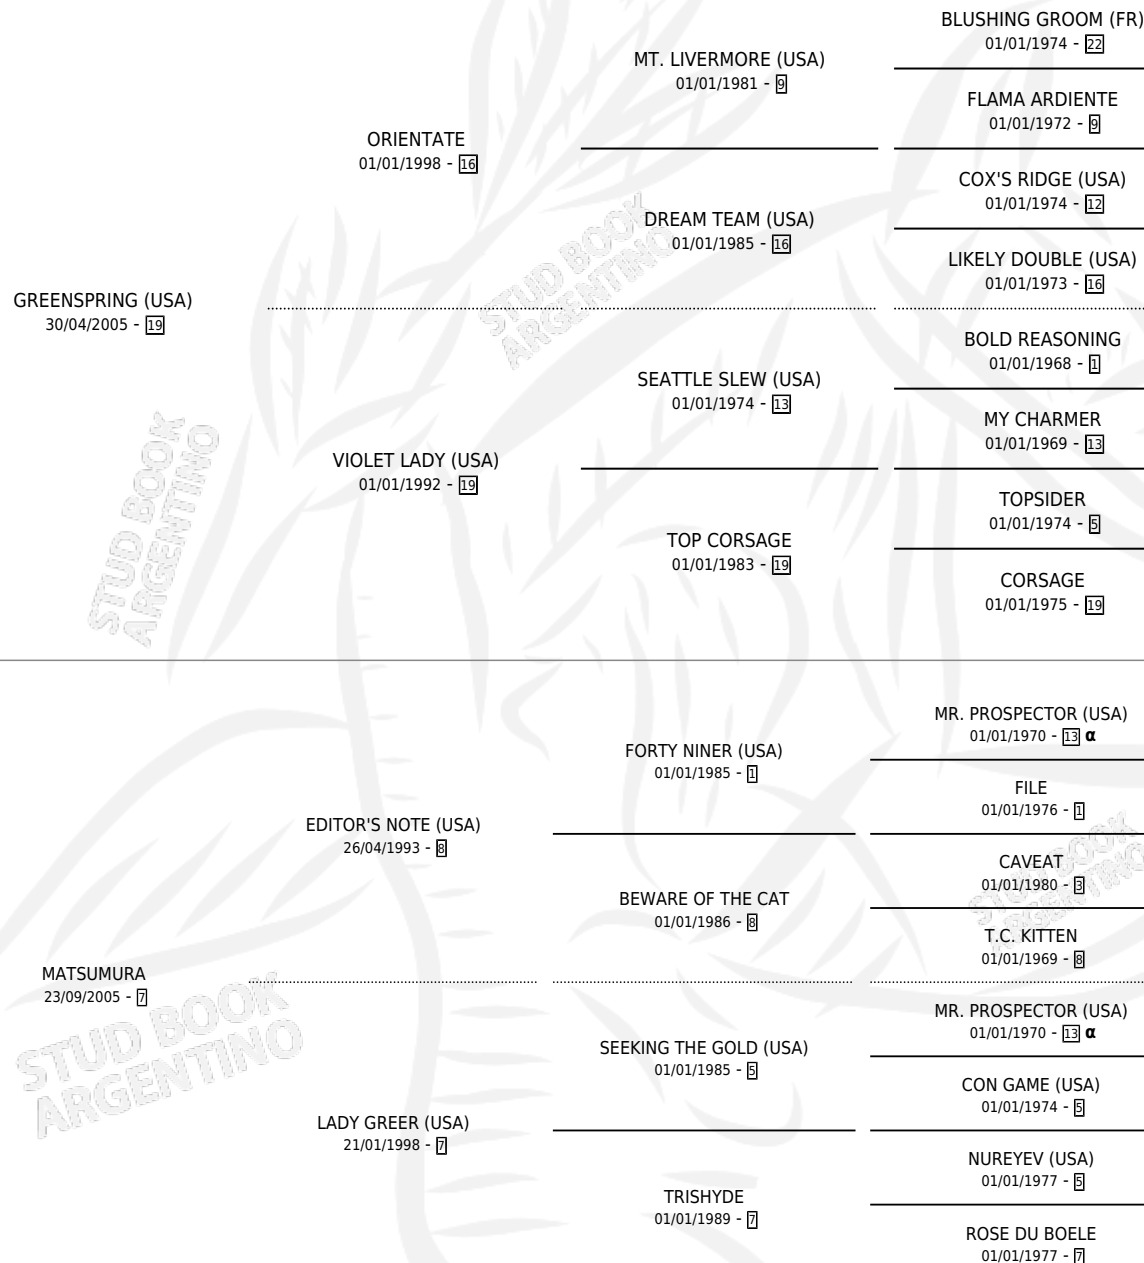 BLUSHING GROOM (FR)
01/01/1974 - 22
MT. LIVERMORE (USA)
01/01/1981 - 9
FLAMA ARDIENTE
01/01/1972 - 9
ORIENTATE
01/01/1998 - 16
COX'S RIDGE (USA)
01/01/1974 - 12
DREAM TEAM (USA)
01/01/1985 - 16
LIKELY DOUBLE (USA)
01/01/1973 - 16
GREENSPRING (USA)
30/04/2005 - 19
BOLD REASONING
01/01/1968 - 1
SEATTLE SLEW (USA)
01/01/1974 - 13
MY CHARMER
01/01/1969 - 13
VIOLET LADY (USA)
01/01/1992 - 19
TOPSIDER
01/01/1974 - 5
TOP CORSAGE
01/01/1983 - 19
CORSAGE
01/01/1975 - 19
STUD BOOK
ARGENTINO
STUD BOOK
ARGENTINO
MR. PROSPECTOR (USA)
01/01/1970 - 13 α
FORTY NINER (USA)
01/01/1985 - 1
FILE
01/01/1976 - 1
EDITOR'S NOTE (USA)
26/04/1993 - 8
CAVEAT
01/01/1980 - 3
BEWARE OF THE CAT
01/01/1986 - 8
T.C. KITTEN
01/01/1969 - 8
MATSUMURA
23/09/2005 - 7
MR. PROSPECTOR (USA)
01/01/1970 - 13 α
SEEKING THE GOLD (USA)
01/01/1985 - 5
CON GAME (USA)
01/01/1974 - 5
LADY GREER (USA)
21/01/1998 - 7
NUREYEV (USA)
01/01/1977 - 5
TRISHYDE
01/01/1989 - 7
ROSE DU BOELE
01/01/1977 - 7
STUD BOOK
ARGENTINO
STUD BOOK
ARGENTINO